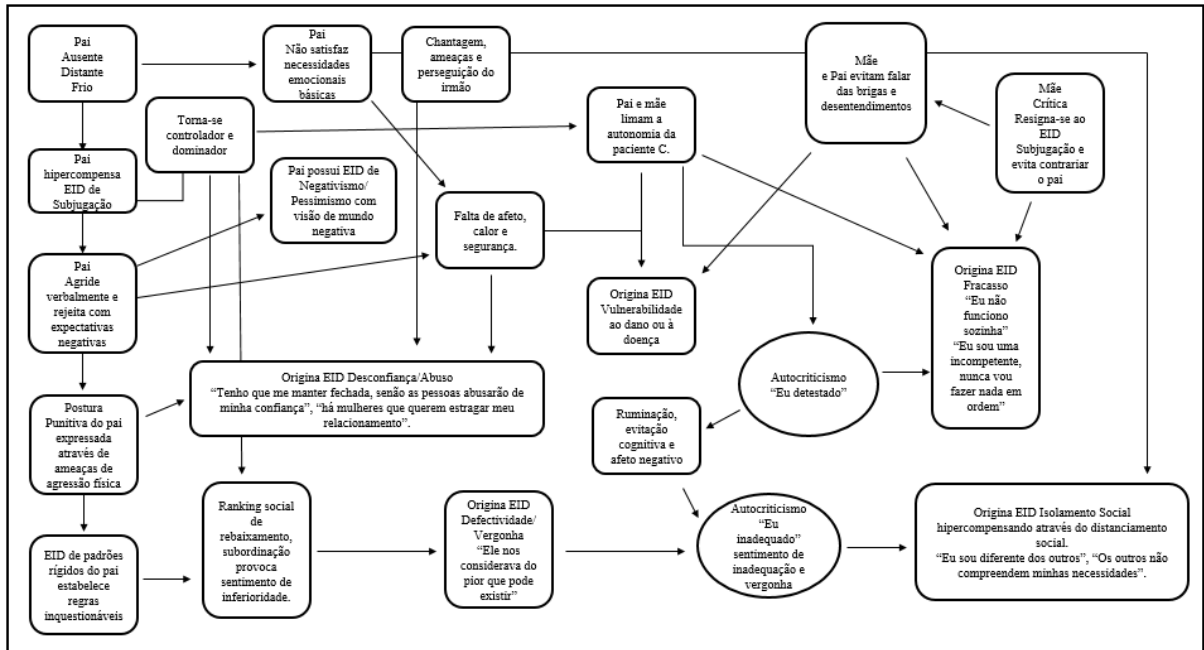 Pai
Ausente
Distante
Frio
Pai
Não satisfaz
necessidades
emocionais
básicas
Chantagem,
ameaças e
perseguição do
irmão
Mãe
e Pai evitam falar
das brigas e
desentendimentos
Mãe
Crítica
Resigna-se ao
EID
Subjugação e
evita contrariar
o pai
Torna-se
controlador e
dominador
Pai e mãe
limam a
autonomia da
paciente C.
Pai
hipercompensa
EID de
Subjugação
Pai possui EID de
Negativismo/
Pessimismo com
visão de mundo
negativa
Falta de afeto,
calor e
segurança.
Pai
Agride
verbalmente e
rejeita com
expectativas
negativas
Origina EID
Vulnerabilidade
ao dano ou à
doença
Origina EID
Fracasso
“Eu não
funciono
sozinha”
“Eu sou uma
incompetente,
nunca vou
fazer nada em
ordem”
Origina EID Desconfiança/Abuso
“Tenho que me manter fechada, senão as pessoas abusarão de
minha confiança”, “há mulheres que querem estragar meu
relacionamento”.
Autocriticismo
“Eu detestado”
Postura
Punitiva do pai
expressada
através de
ameaças de
agressão física
Ruminação,
evitação
cognitiva e
afeto negativo
Ranking social
de
rebaixamento,
subordinação
provoca
sentimento de
inferioridade.
Origina EID
Defectividade/
Vergonha
“Ele nos
considerava do
pior que pode
existir”
Autocriticismo
“Eu
inadequado”
sentimento de
inadequação e
vergonha
Origina EID Isolamento Social
hipercompensando através do distanciamento
social.
“Eu sou diferente dos outros”, “Os outros não
compreendem minhas necessidades”.
EID de padrões
rígidos do pai
estabelece
regras
inquestionáveis